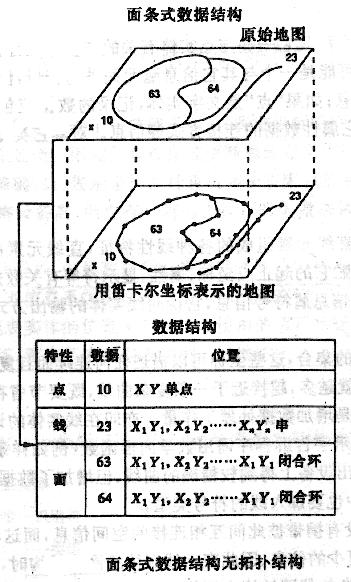 面条式数据结构
原始地图
23
63
64
10
x
23
63
64
10
x
用笛卡尔坐标表示的地图
数据结构
特性 数据 位置
点 10 X Y 单点
线 23 X₁Y₁, X₂Y₂……XₙYₙ 串
面 63 X₁Y₁, X₂Y₂……X₁Y₁ 闭合环
64 X₁Y₁, X₂Y₂……X₁Y₁ 闭合环
面条式数据结构无拓扑结构